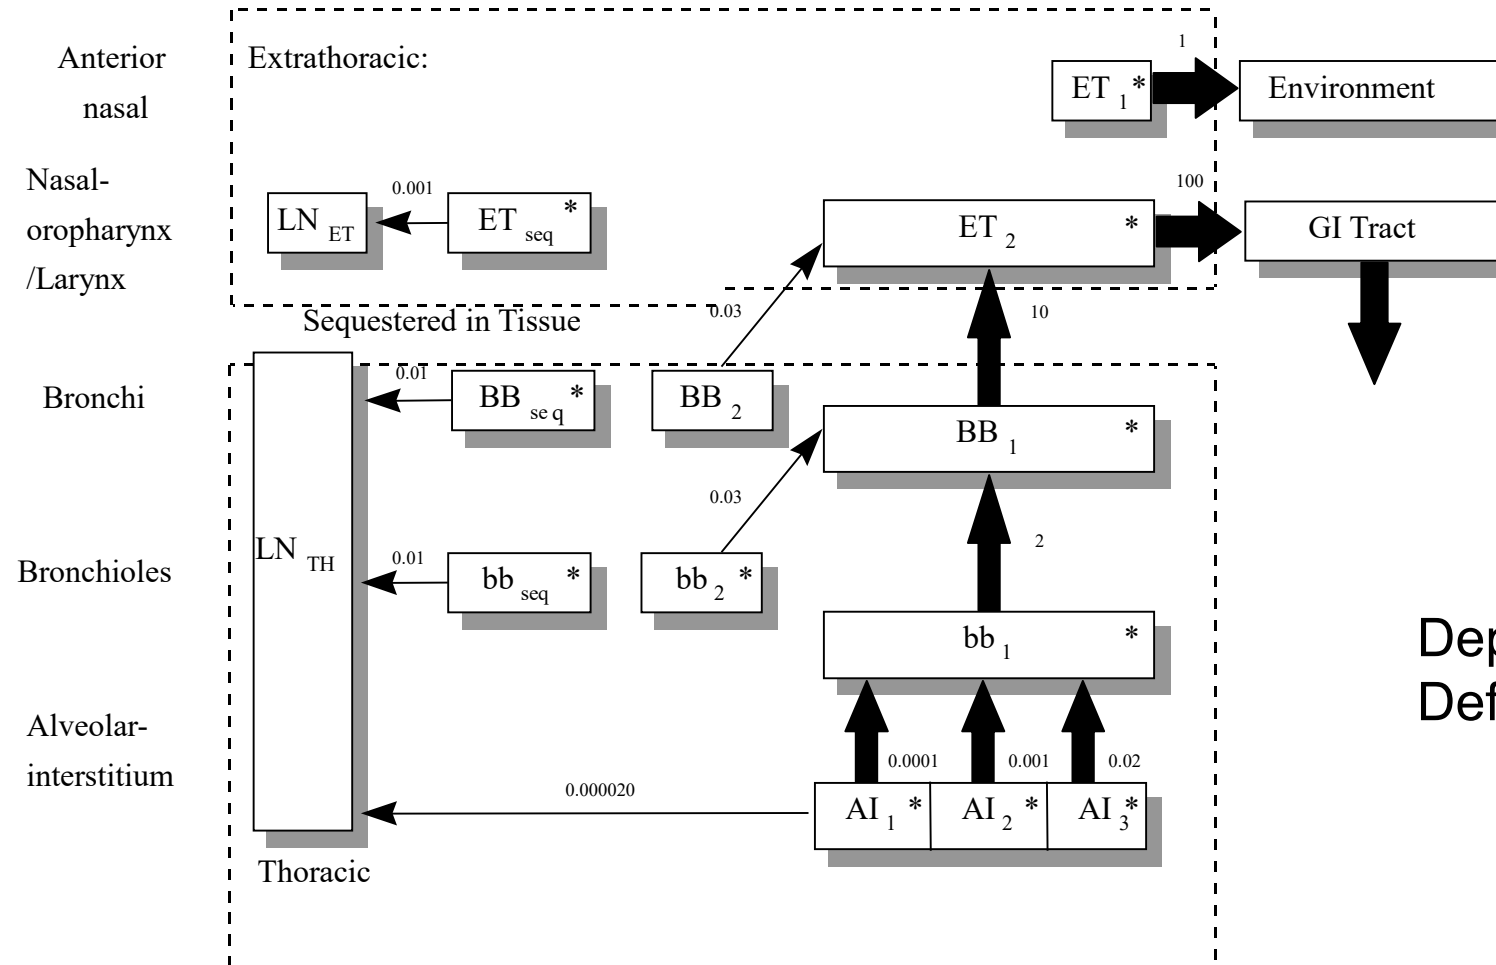 Anterior
nasal
Extrathoracic:
1
ET 1 *
Environment
Nasal-
oropharynx
/Larynx
LN ET
0.001
ET seq *
ET 2 *
100
GI Tract
Sequestered in Tissue
0.03
10
Bronchi
0.01
BB se q *
BB 2
BB 1 *
0.03
2
LN TH
Bronchioles
0.01
bb seq *
bb 2 *
bb 1 *
Dep
Def
Alveolar-
interstitium
0.0001
0.001
0.02
0.000020
AI 1 *
AI 2 *
AI 3 *
Thoracic